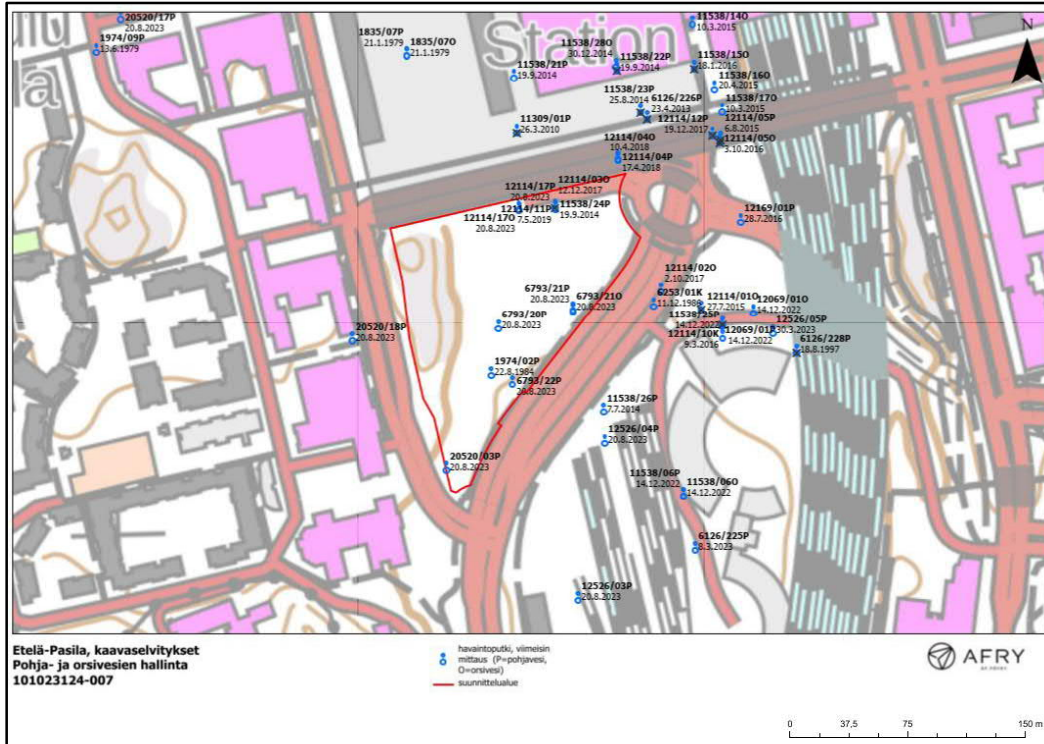 20520/17P
20.8.2023
1974/09P
13.6.1979
1835/07P
21.1.1979
1835/07O
21.1.1979
Station
11538/14O
10.3.2015
N
11538/28O
30.12.2014
11538/22P
19.9.2014
11538/21P
19.9.2014
11538/15O
18.1.2016
11538/16O
20.4.2015
11538/23P
25.8.2014
6126/226P
23.4.2013
11538/17O
10.3.2015
11309/01P
26.3.2010
12114/12P
19.12.2017
12114/05P
6.8.2015
12114/05O
3.10.2016
12114/04O
10.4.2018
12114/04P
17.4.2018
12114/17P
20.8.2023
12114/03O
12.12.2017
12114/11P
7.5.2019
11538/24P
19.9.2014
12114/17O
20.8.2023
12169/01P
28.7.2016
12114/02O
2.10.2017
6793/21P
20.8.2023
6793/21O
20.8.2023
6253/01K
11.12.1986
12114/01O
27.7.2015
12069/01O
14.12.2022
6793/20P
20.8.2023
11538/25P
14.12.2022
12526/05P
30.3.2023
20520/18P
20.8.2023
12114/10K
9.3.2016
12069/01P
14.12.2022
6126/228P
18.8.1997
1974/02P
22.8.1984
6793/22P
20.8.2023
11538/26P
7.7.2014
12526/04P
20.8.2023
20520/03P
20.8.2023
11538/06P
14.12.2022
11538/06O
14.12.2022
6126/225P
8.3.2023
12526/03P
20.8.2023
Etelä-Pasila, kaavaselvitykset
Pohja- ja orsivesien hallinta
101023124-007
havaintoputki, viimeisin
mittaus (P=pohjavesi,
O=orsivesi)
suunnittelualue
AFRY
0 37,5 75 150 m